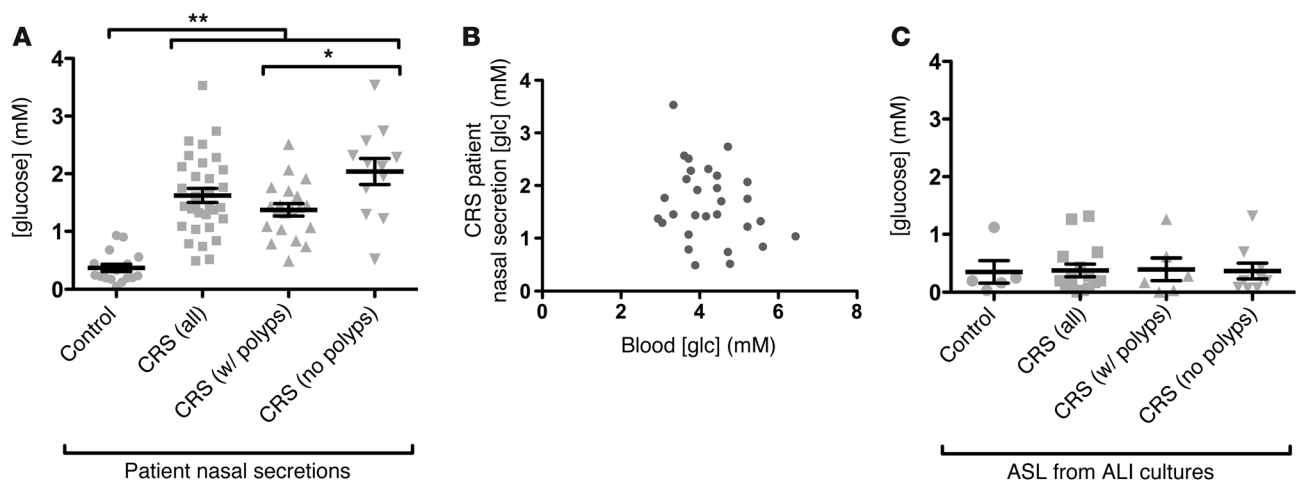 A
**
*
[glucose] (mM)
4
3
2
1
0
Control
CRS (all)
CRS (w/ polyps)
CRS (no polyps)
Patient nasal secretions
B
CRS patient
nasal secretion [glc] (mM)
4
3
2
1
0
0 2 4 6 8
Blood [glc] (mM)
C
[glucose] (mM)
4
3
2
1
0
Control
CRS (all)
CRS (w/ polyps)
CRS (no polyps)
ASL from ALI cultures